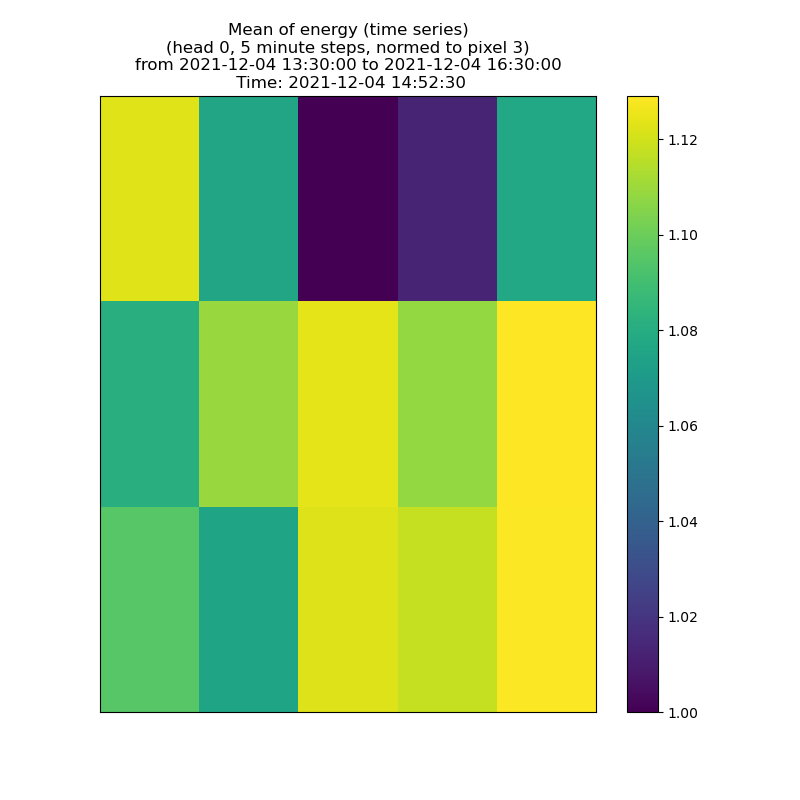 Mean of energy (time series)
(head 0, 5 minute steps, normed to pixel 3)
from 2021-12-04 13:30:00 to 2021-12-04 16:30:00
Time: 2021-12-04 14:52:30
1.12
1.10
1.08
1.06
1.04
1.02
1.00